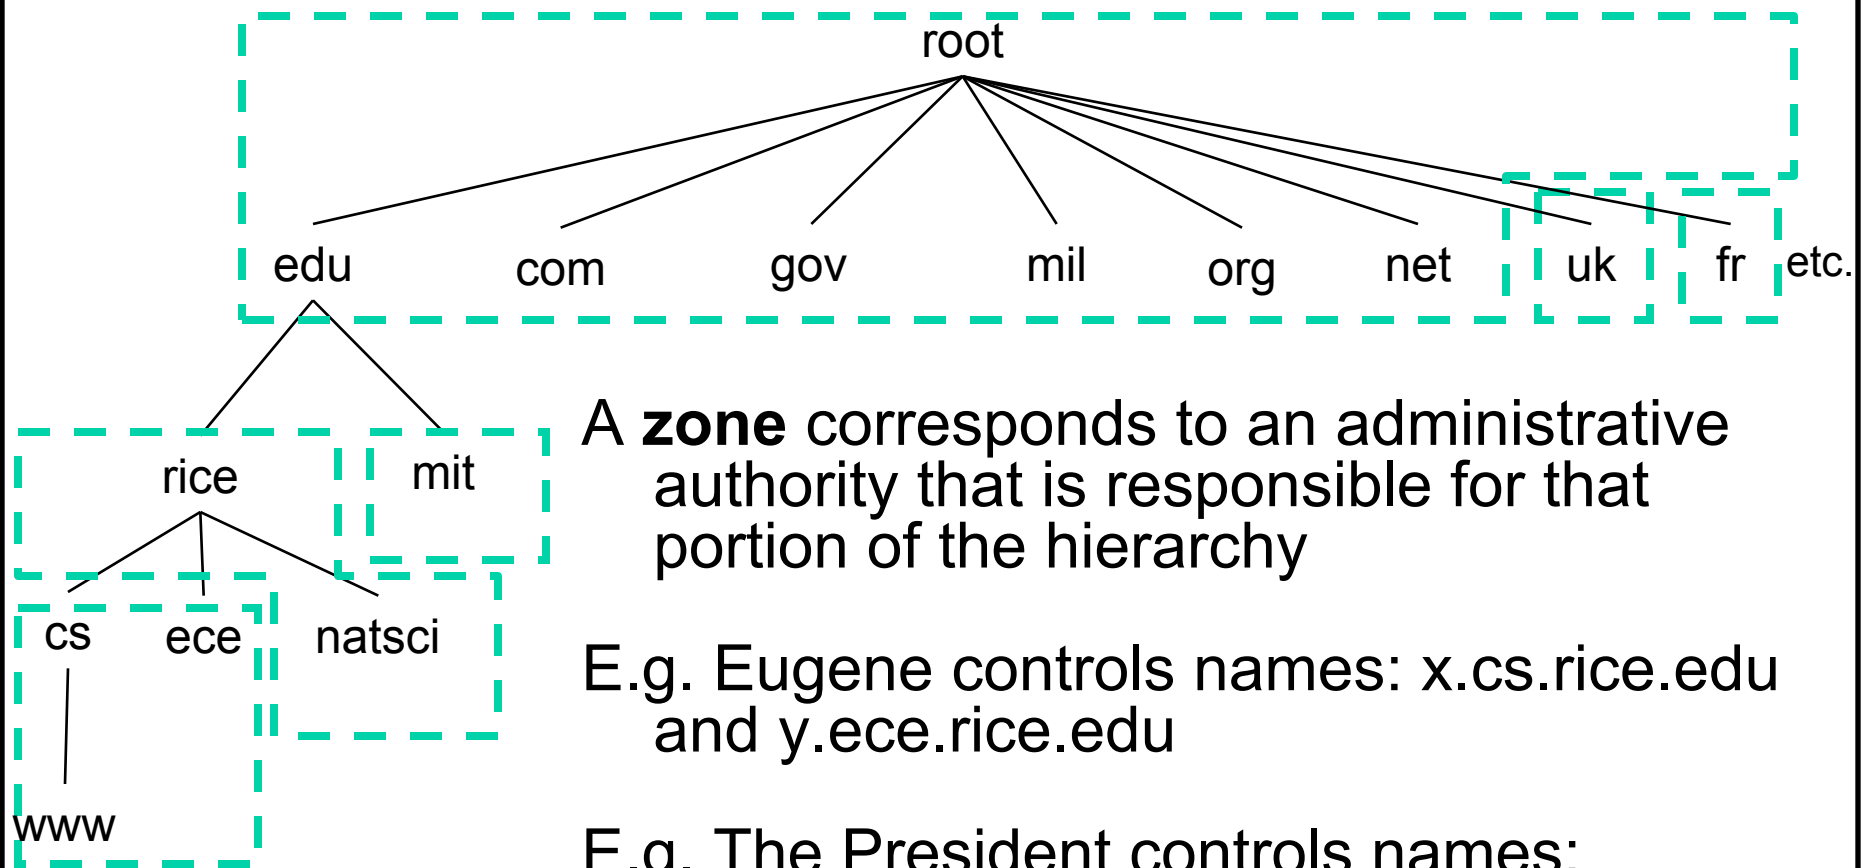 root
edu com gov mil org net uk fr etc.
rice mit
cs ece natsci
www
A zone corresponds to an administrative
authority that is responsible for that
portion of the hierarchy
E.g. Eugene controls names: x.cs.rice.edu
and y.ece.rice.edu
E.g. The President controls names: